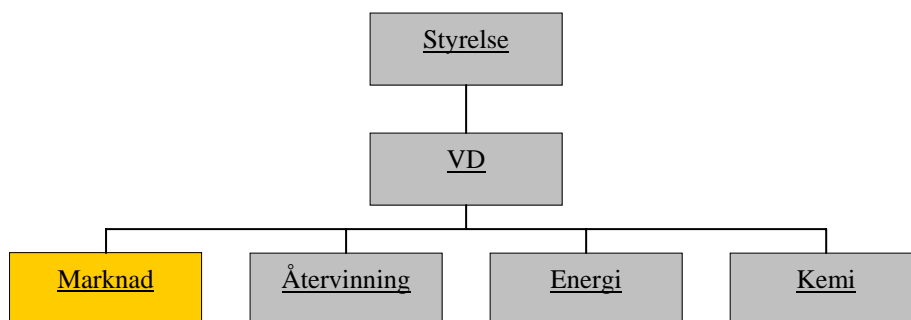 Styrelse
VD
Marknad
Återvinning
Energi
Kemi